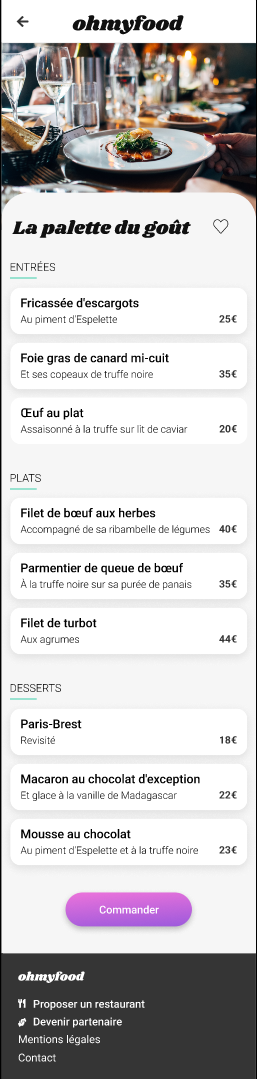 ohmyfood
La palette du goût
ENTRÉES
Fricassée d'escargots
Au piment d'Espelette 25€
Foie gras de canard mi-cuit
Et ses copeaux de truffe noire 35€
Œuf au plat
Assaisonné à la truffe sur lit de caviar 20€
PLATS
Filet de bœuf aux herbes
Accompagné de sa ribambelle de légumes 40€
Parmentier de queue de bœuf
À la truffe noire sur sa purée de panais 35€
Filet de turbot
Aux agrumes 44€
DESSERTS
Paris-Brest
Revisité 18€
Macaron au chocolat d'exception
Et glace à la vanille de Madagascar 22€
Mousse au chocolat
Au piment d'Espelette et à la truffe noire 23€
Commander
ohmyfood
Proposer un restaurant
Devenir partenaire
Mentions légales
Contact